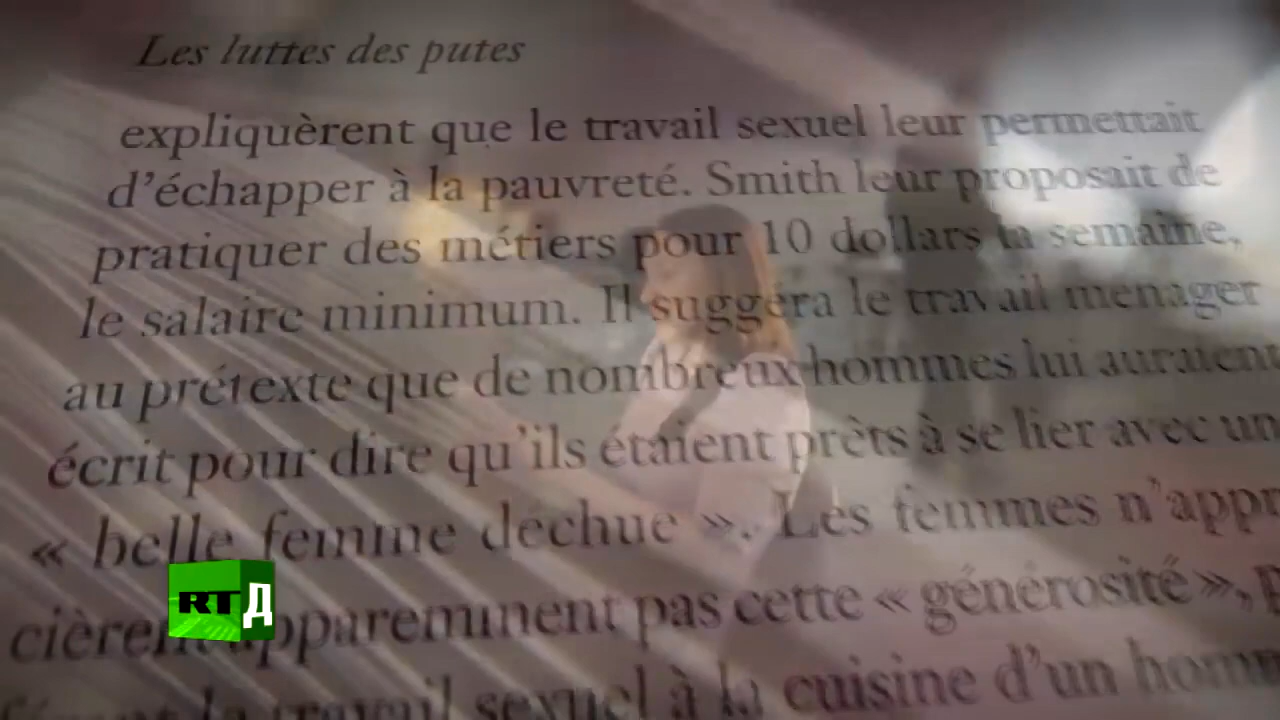 Les luttes des putes
expliquèrent que le travail sexuel leur permettait
d'échapper à la pauvreté. Smith leur proposait de
pratiquer des métiers pour 10 dollars la semaine,
le salaire minimum. Il suggéra le travail ménager
au prétexte que de nombreux hommes lui auraient
écrit pour dire qu'ils étaient prêts à se lier avec un
« belle femme déchue ». Les femmes n'appr
cièrent apparemment pas cette « générosité »,
le travail sexuel à la cuisine d'un hom
RTД